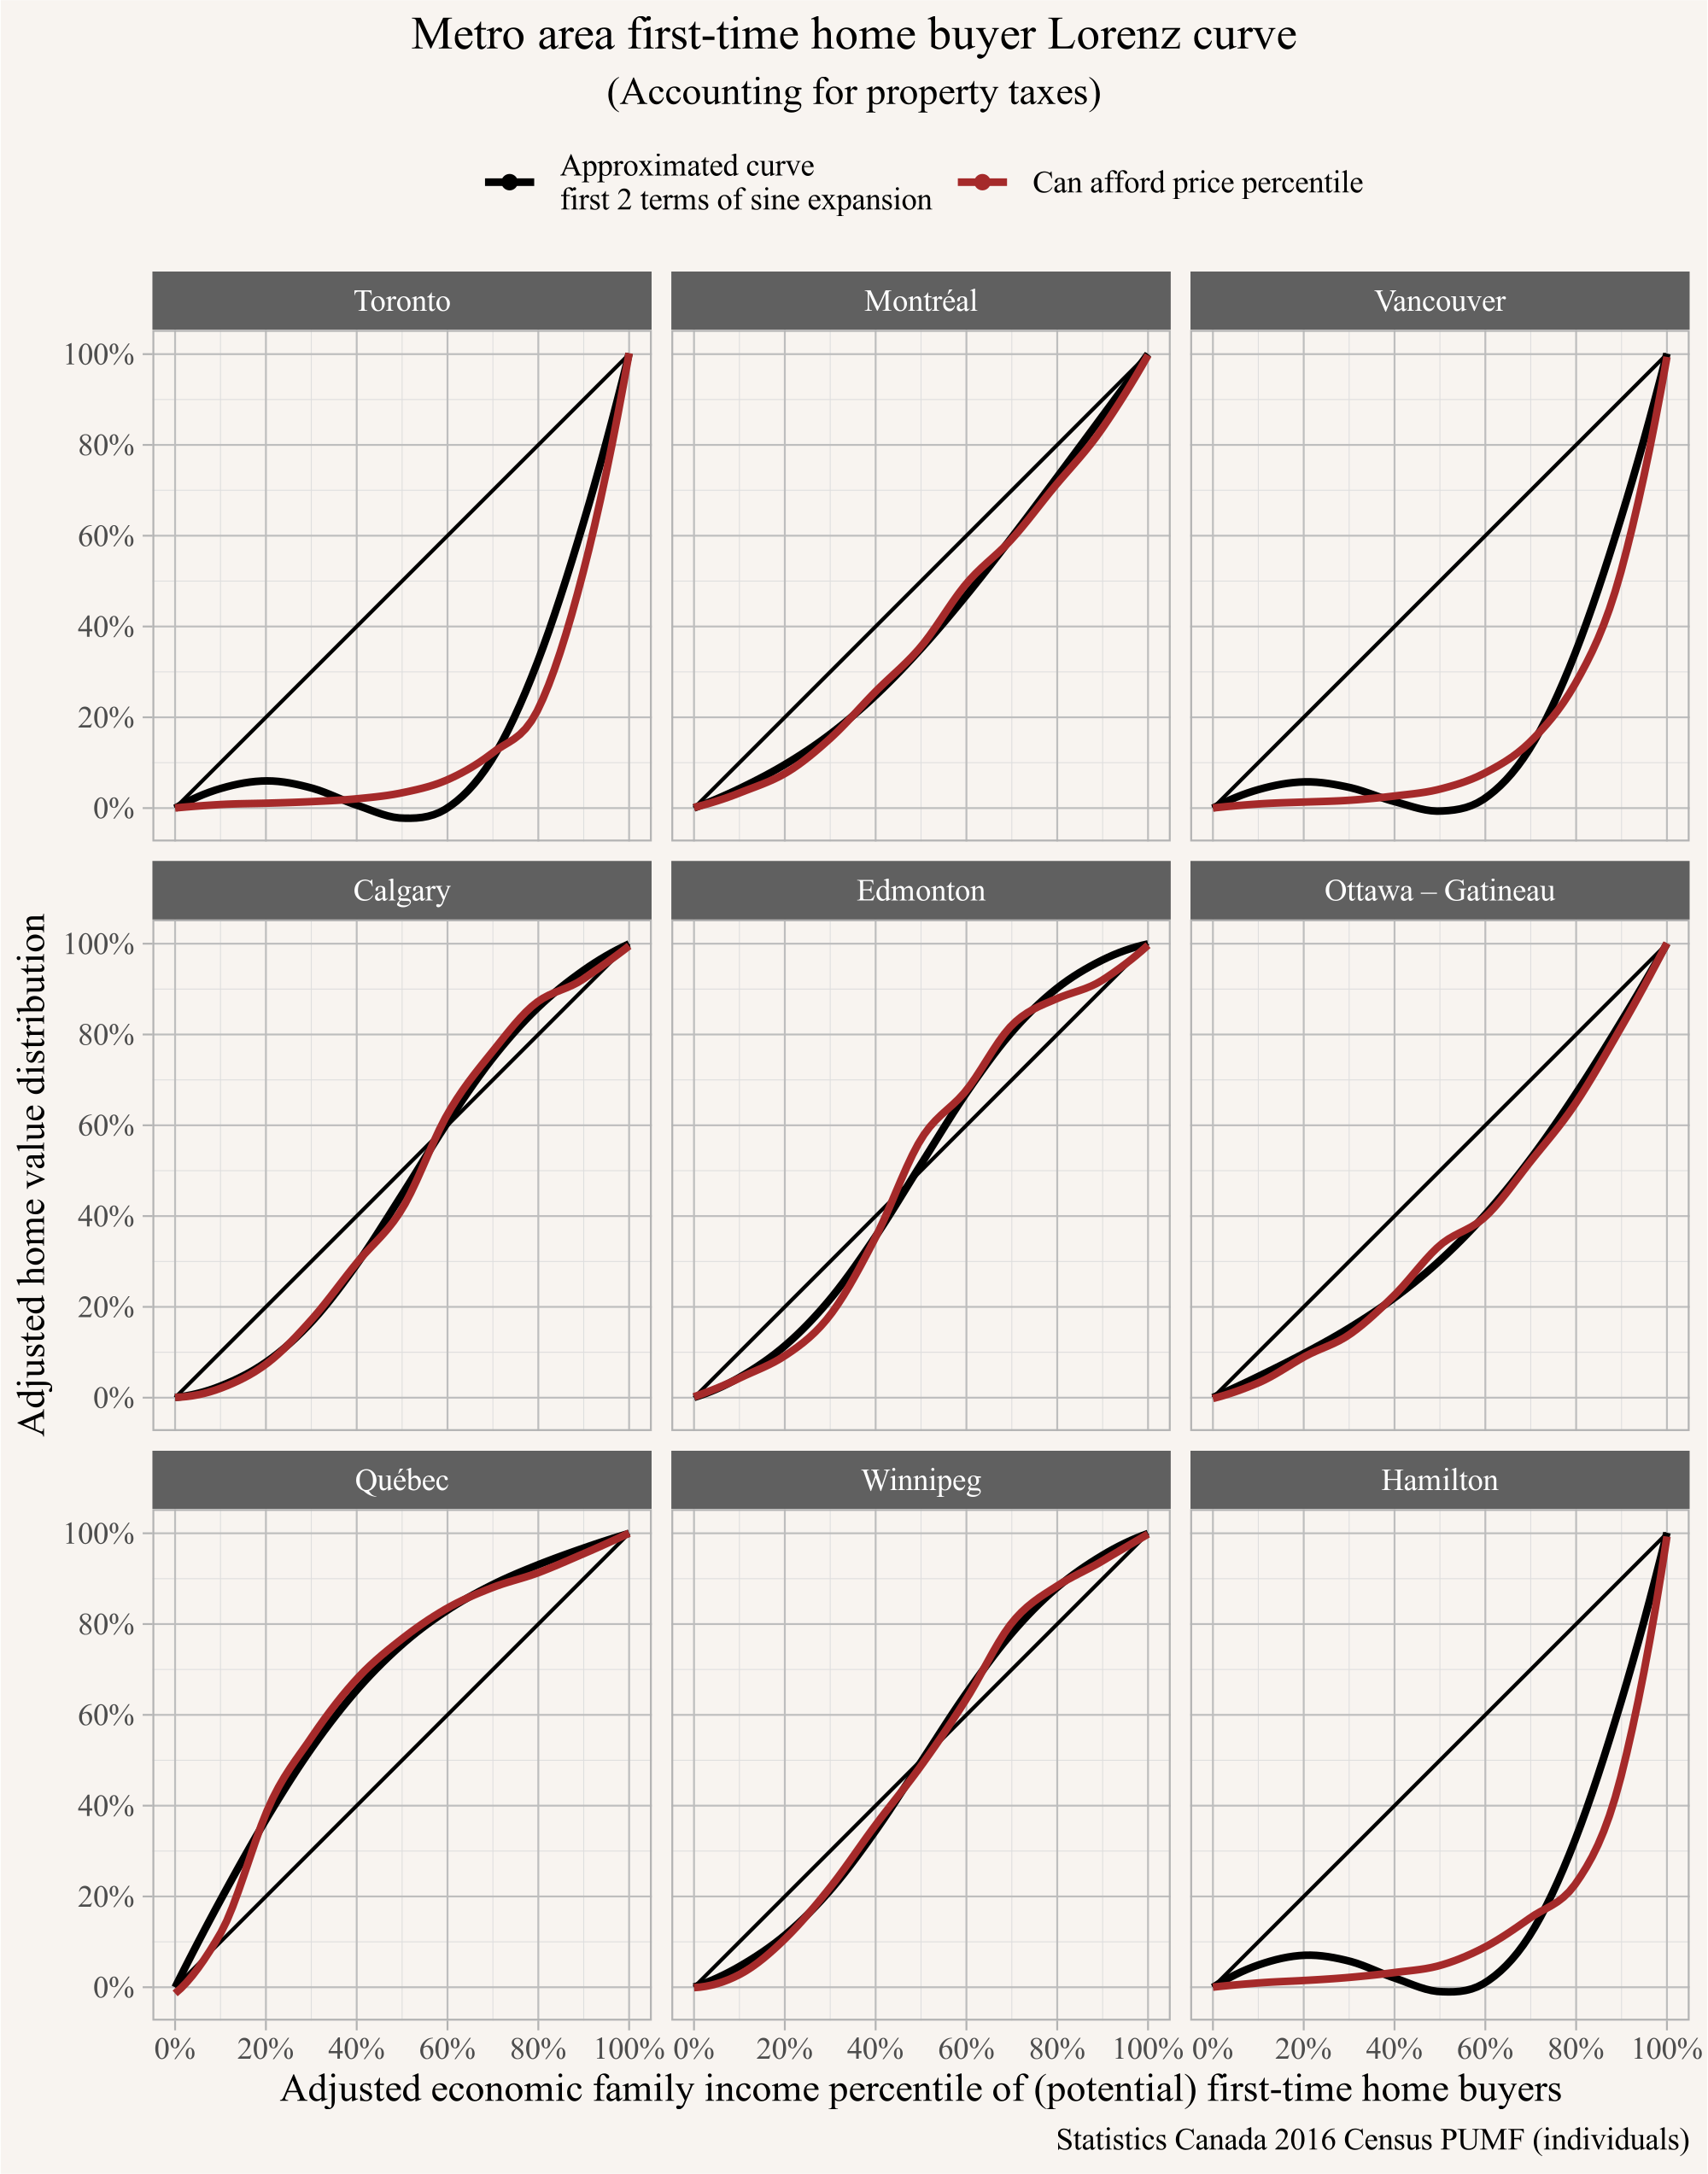 Metro area first-time home buyer Lorenz curve
(Accounting for property taxes)
Approximated curve
first 2 terms of sine expansion
Can afford price percentile
Toronto
Montréal
Vancouver
100%
80%
60%
40%
20%
0%
Calgary
Edmonton
Ottawa – Gatineau
100%
80%
60%
40%
20%
0%
Québec
Winnipeg
Hamilton
100%
80%
60%
40%
20%
0%
0% 20% 40% 60% 80% 100% 0% 20% 40% 60% 80% 100% 0% 20% 40% 60% 80% 100%
Adjusted home value distribution
Adjusted economic family income percentile of (potential) first-time home buyers
Statistics Canada 2016 Census PUMF (individuals)